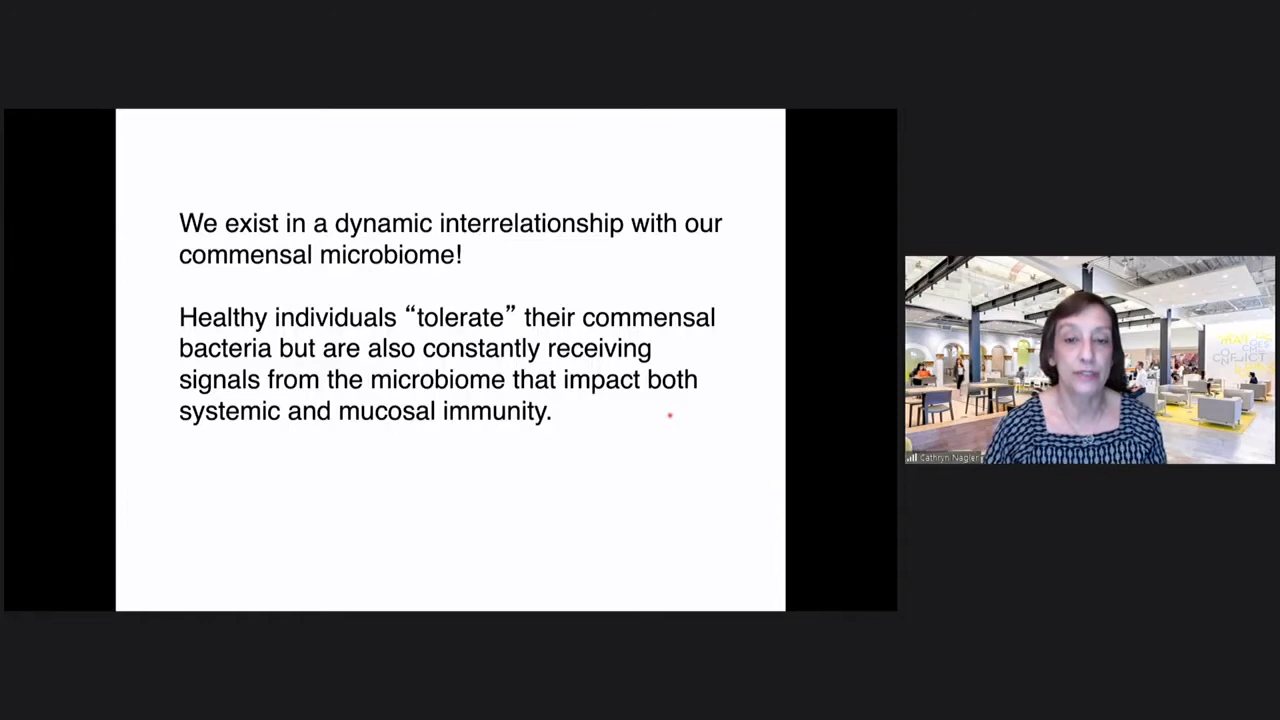 We exist in a dynamic interrelationship with our
commensal microbiome!
Healthy individuals “tolerate” their commensal
bacteria but are also constantly receiving
signals from the microbiome that impact both
systemic and mucosal immunity.
CONFLICT
Cathryn Nagler